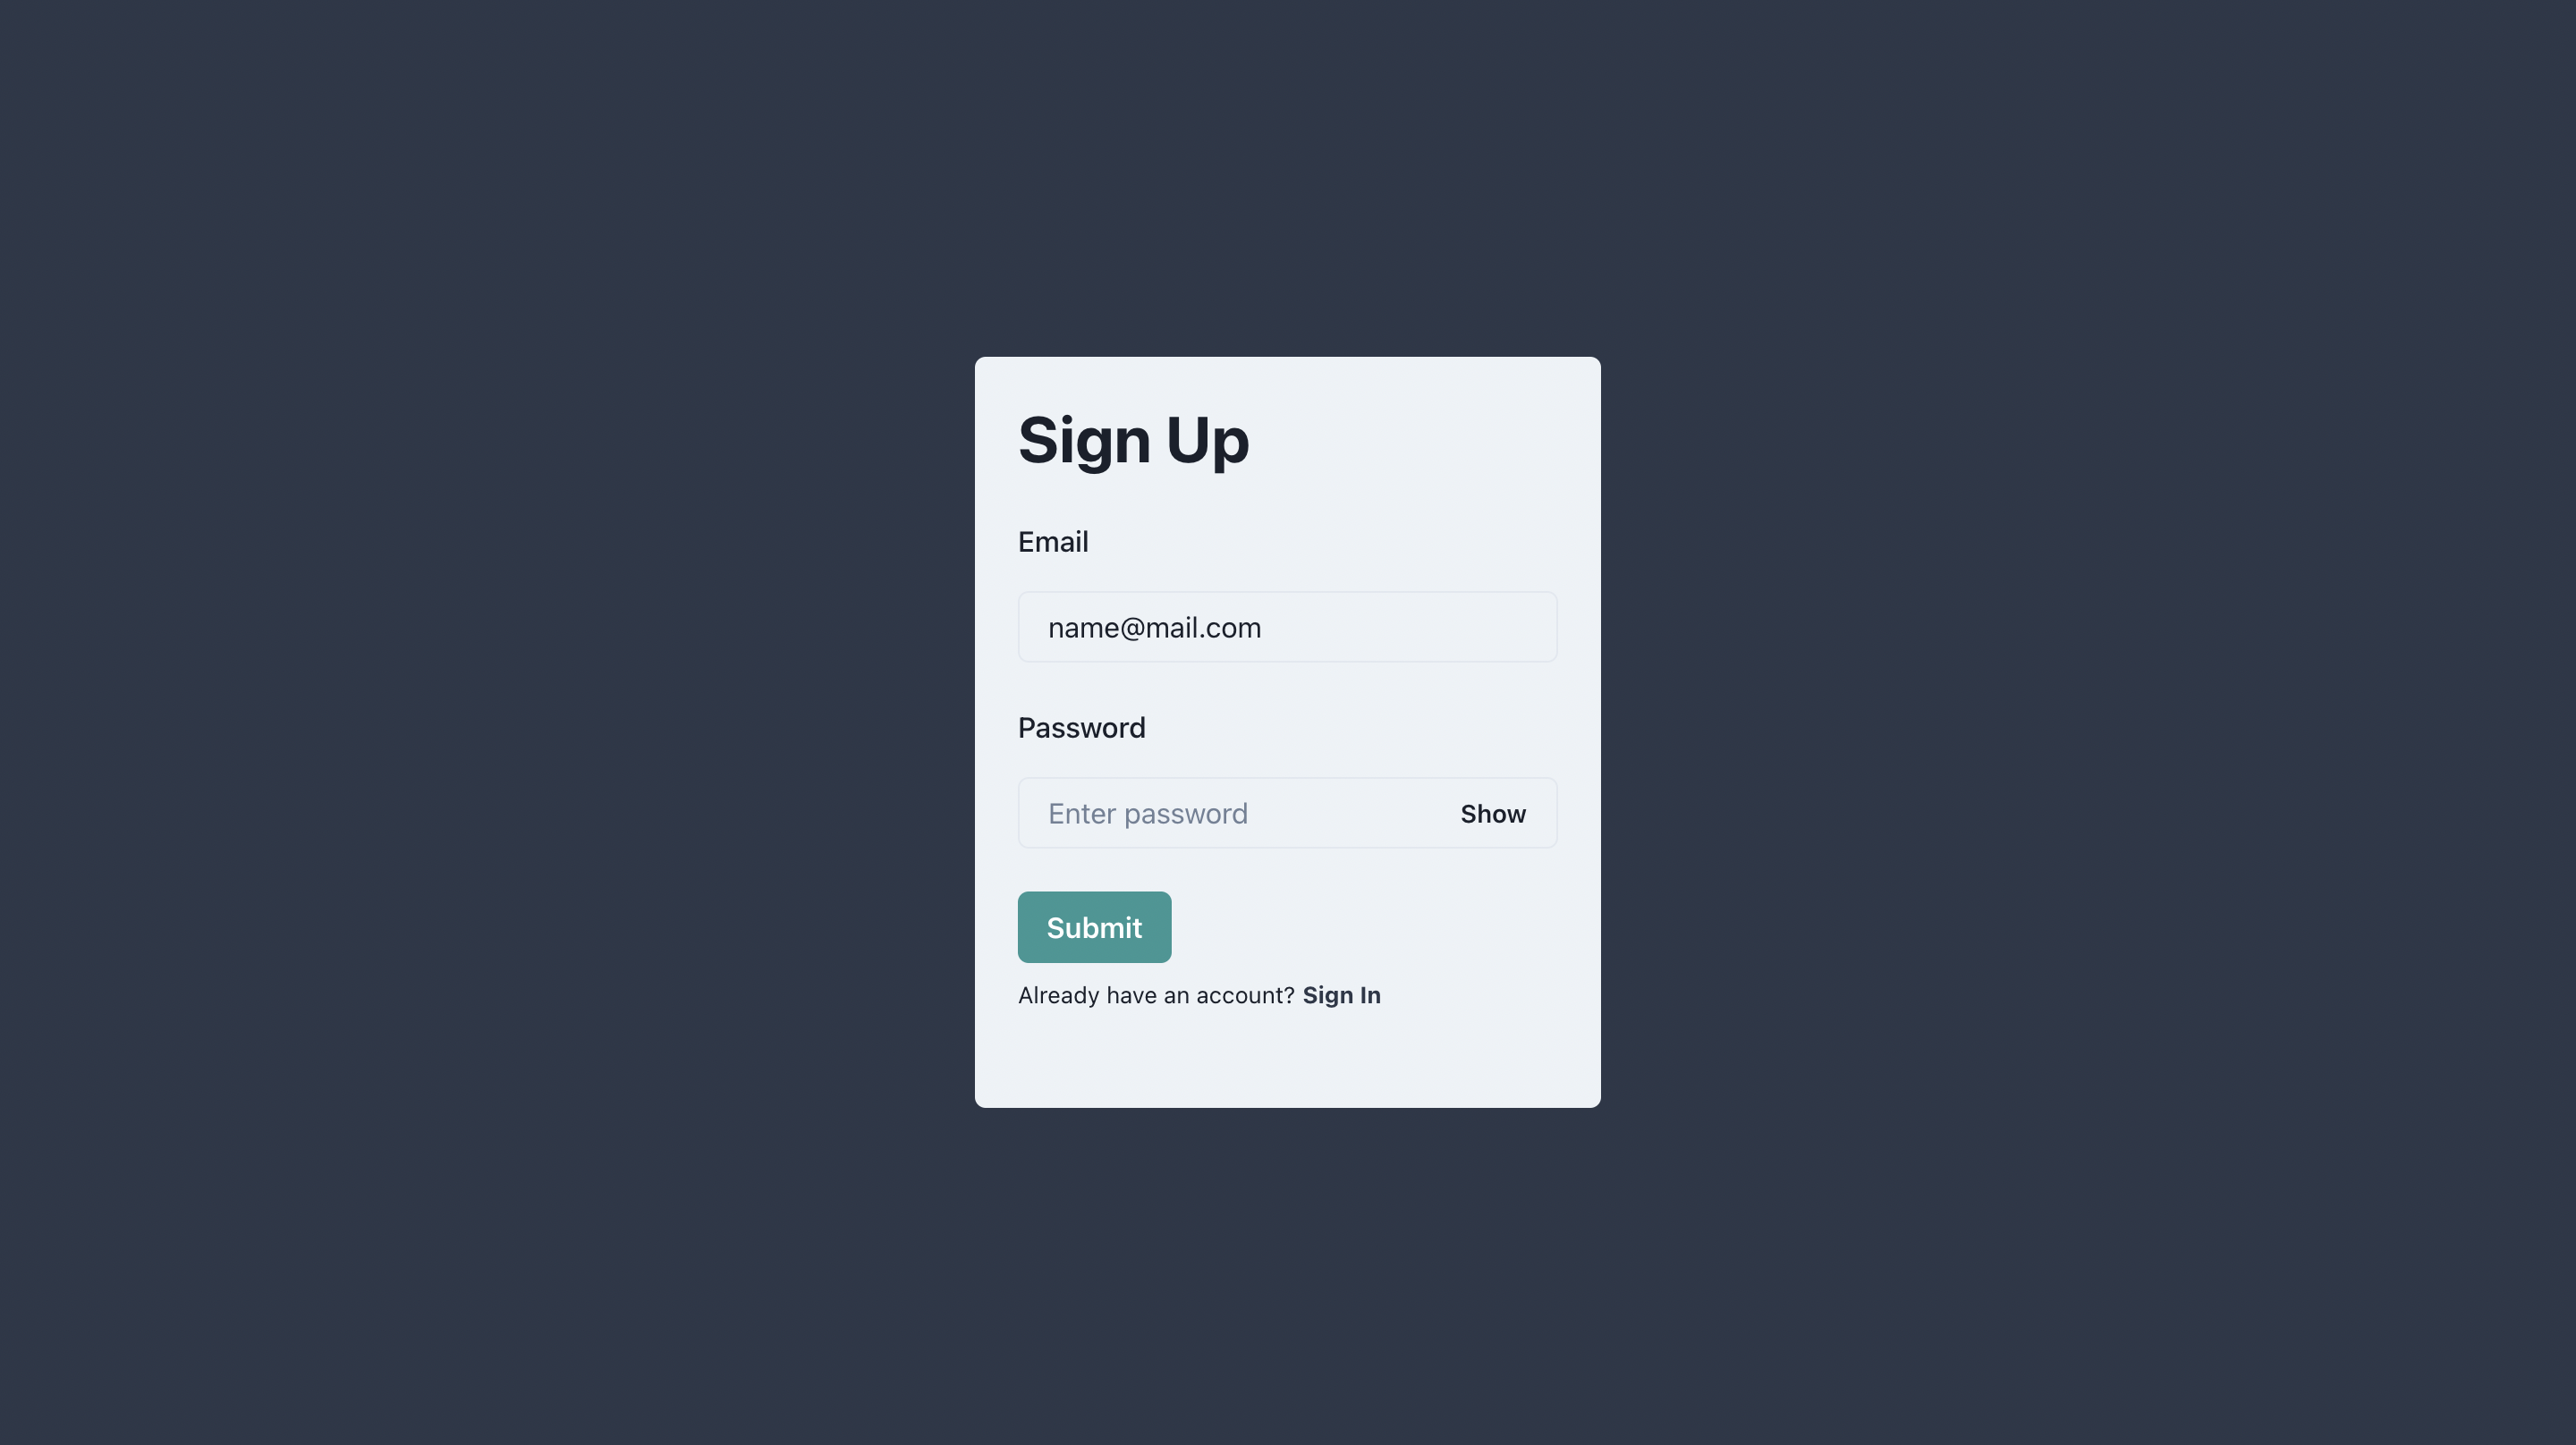 Sign Up
Email
name@mail.com
Password
Enter password Show
Submit
Already have an account? Sign In